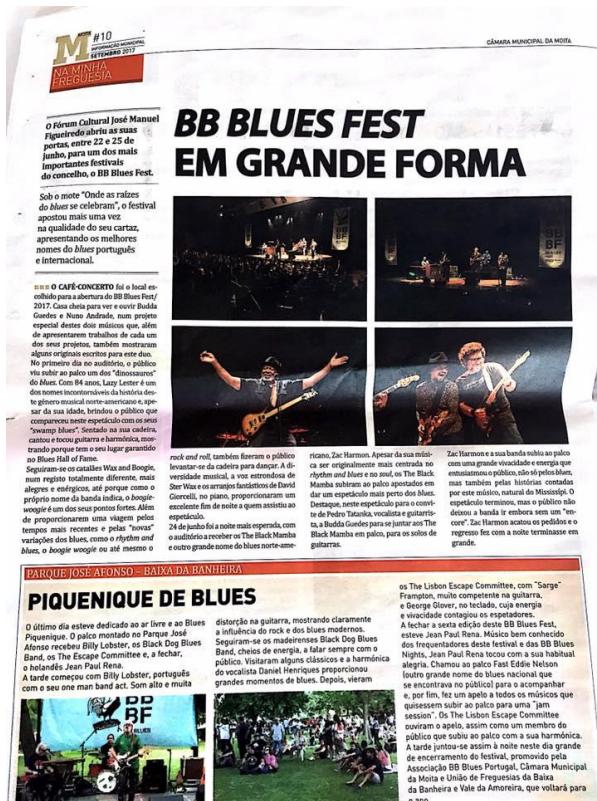 MOITA
M #10
INFORMAÇÃO MUNICIPAL
SETEMBRO 2017
NA MINHA
FREGUESIA
CÂMARA MUNICIPAL DA MOITA
O Fórum Cultural José Manuel
Figueiredo abriu as suas
portas, entre 22 e 25 de
junho, para um dos mais
importantes festivais
do concelho, o BB Blues Fest.
Sob o mote "Onde as raízes
do blues se celebram", o festival
apostou mais uma vez
na qualidade do seu cartaz,
apresentando os melhores
nomes do blues português
e internacional.
BB BLUES FEST
EM GRANDE FORMA
O CAFÉ-CONCERTO foi o local es-
colhido para a abertura do BB Blues Fest/
2017. Casa cheia para ver e ouvir Budda
Guedes e Nuno Andrade, num projeto
especial destes dois músicos que, além
de apresentarem trabalhos de cada um
dos seus projetos, também mostraram
alguns originais escritos para este duo.
No primeiro dia no auditório, o público
viu subir ao palco um dos "dinossauros"
do blues. Com 84 anos, Lazy Lester é um
dos nomes incontornáveis da história des-
te género musical norte-americano e, ape-
sar da sua idade, brindou o público que
compareceu neste espetáculo com os seus
"swamp blues". Sentado na sua cadeira,
cantou e tocou guitarra e harmónica, mos-
trando porque tem o seu lugar garantido
no Blues Hall of Fame.
Seguiram-se os catalães Wax and Boogie,
num registo totalmente diferente, mais
alegres e enérgicos, até porque como o
próprio nome da banda indica, o boogie-
woogie é um dos seus pontos fortes. Além
de proporcionarem uma viagem pelos
tempos mais recentes e pelas "novas"
variações dos blues, como o rhythm and
blues, o boogie woogie ou até mesmo o
rock and roll, também fizeram o público
levantar-se da cadeira para dançar. A di-
versidade musical, a voz estrondosa de
Ster Wax e os arranjos fantásticos de David
Giorcelli, no piano, proporcionaram um
excelente fim de noite a quem assistiu ao
espetáculo.
24 de junho foi a noite mais esperada, com
o auditório a receber os The Black Mamba
e outro grande nome do blues norte-ame-
ricano, Zac Harmon. Apesar da sua músi-
ca ser originalmente mais centrada no
rhythm and blues e no soul, os The Black
Mamba subiram ao palco apostados em
dar um espetáculo mais perto dos blues.
Destaque, neste espetáculo para o convi-
te de Pedro Tatanka, vocalista e guitarris-
ta, a Budda Guedes para se juntar aos The
Black Mamba em palco, para os solos de
guitarras.
Zac Harmon e a sua banda subiu ao palco
com uma grande vivacidade e energia que
entusiasmou o público, não só pelos blues,
mas também pelas histórias contadas
por este músico, natural do Mississipi. O
espetáculo terminou, mas o público não
deixou a banda ir embora sem um "en-
core". Zac Harmon acatou os pedidos e o
regresso fez com a noite terminasse em
grande.
PARQUE JOSÉ AFONSO – BAIXA DA BANHEIRA
PIQUENIQUE DE BLUES
O último dia esteve dedicado ao ar livre e ao Blues
Piquenique. O palco montado no Parque José
Afonso recebeu Billy Lobster, os Black Dog Blues
Band, os The Escape Committee e, a fechar,
o holandês Jean Paul Rena.
A tarde começou com Billy Lobster, português
com o seu one man band act. Som alto e muita
distorção na guitarra, mostrando claramente
a influência do rock e dos blues modernos.
Seguiram-se os madeirenses Black Dog Blues
Band, cheios de energia, a falar sempre com o
público. Visitaram alguns clássicos e a harmónica
do vocalista Daniel Henriques proporcionou
grandes momentos de blues. Depois, vieram
os The Lisbon Escape Committee, com "Sarge"
Frampton, muito competente na guitarra,
e George Glover, no teclado, cuja energia
e vivacidade contagiou os espetadores.
A fechar a sexta edição deste BB Blues Fest,
esteve Jean Paul Rena. Músico bem conhecido
dos frequentadores deste festival e das BB Blues
Nights, Jean Paul Rena tocou com a sua habitual
alegria. Chamou ao palco Fast Eddie Nelson
(outro grande nome do blues nacional que
se encontrava no público) para o acompanhar
e, por fim, fez um apelo a todos os músicos que
quisessem subir ao palco para uma "jam
session". Os The Lisbon Escape Committee
ouviram o apelo, assim como um membro do
público que subiu ao palco com a sua harmónica.
A tarde juntou-se assim à noite neste dia grande
de encerramento do festival, promovido pela
Associação BB Blues Portugal, Câmara Municipal
da Moita e União de Freguesias da Baixa
da Banheira e Vale da Amoreira, que voltará para
o ano.
BB
BF
BLUES